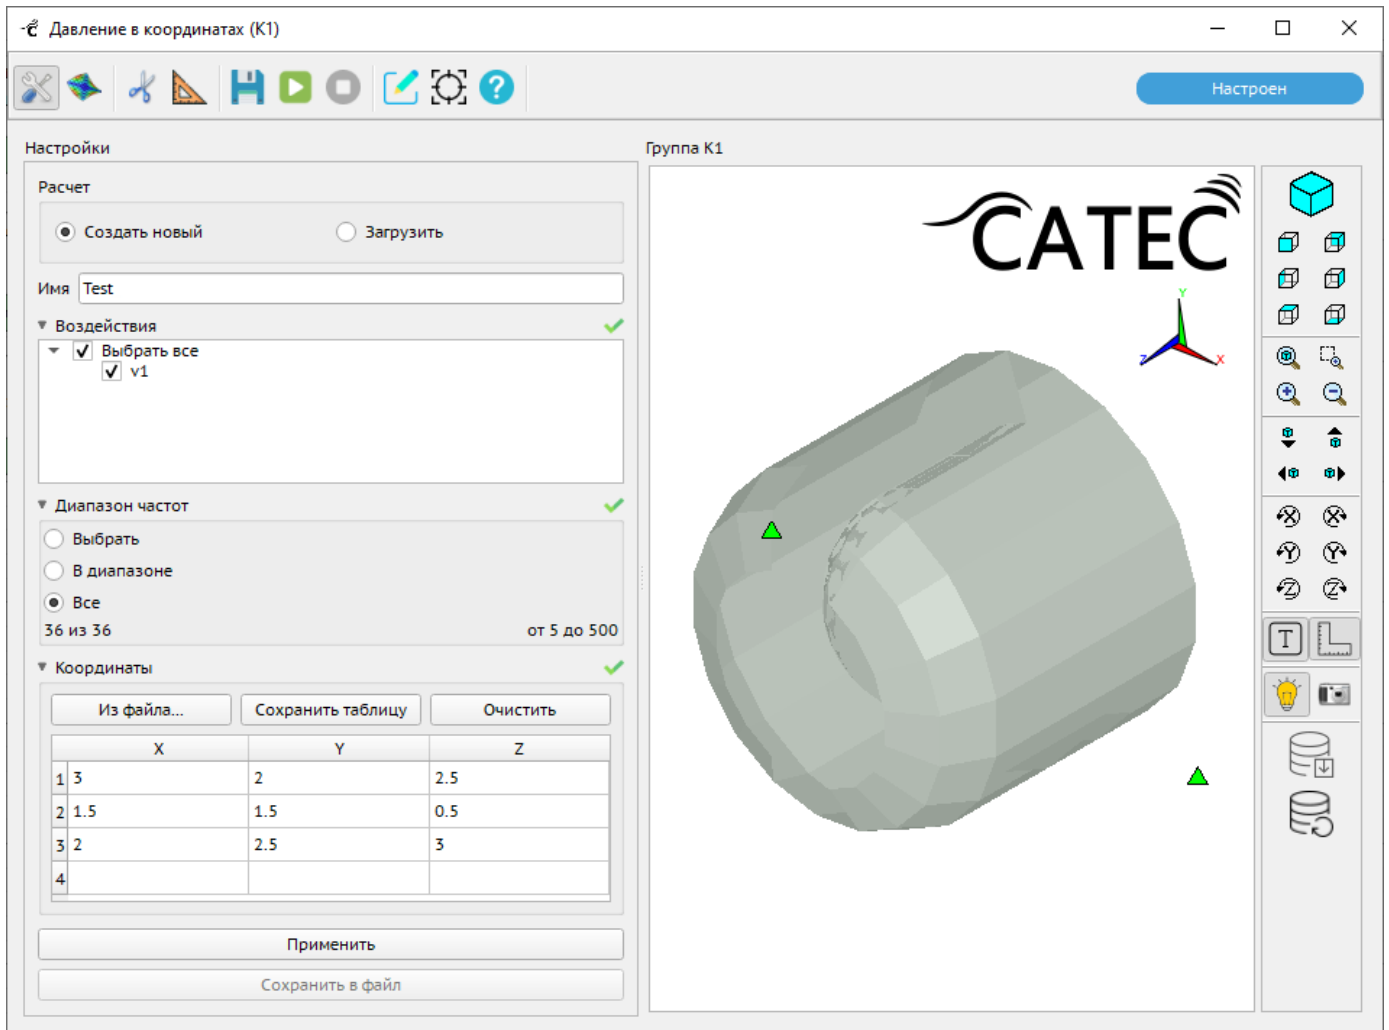 Давление в координатах (К1)
Настроен
Настройки
Группа К1
Расчет
Создать новый
Загрузить
Имя
Test
Воздействия
Выбрать все
v1
Диапазон частот
Выбрать
В диапазоне
Все
36 из 36
от 5 до 500
Координаты
Из файла...
Сохранить таблицу
Очистить
X Y Z
1 3 2 2.5
2 1.5 1.5 0.5
3 2 2.5 3
4
Применить
Сохранить в файл
CATEC
Y
Z
X
X X
Y Y
Z Z
T